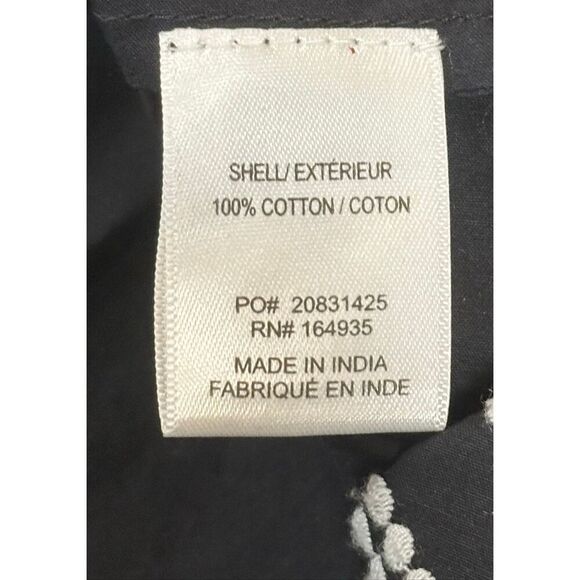 SHELL/ EXTÉRIEUR
100% COTTON / COTON
PO# 20831425
RN# 164935
MADE IN INDIA
FABRIQUÉ EN INDE